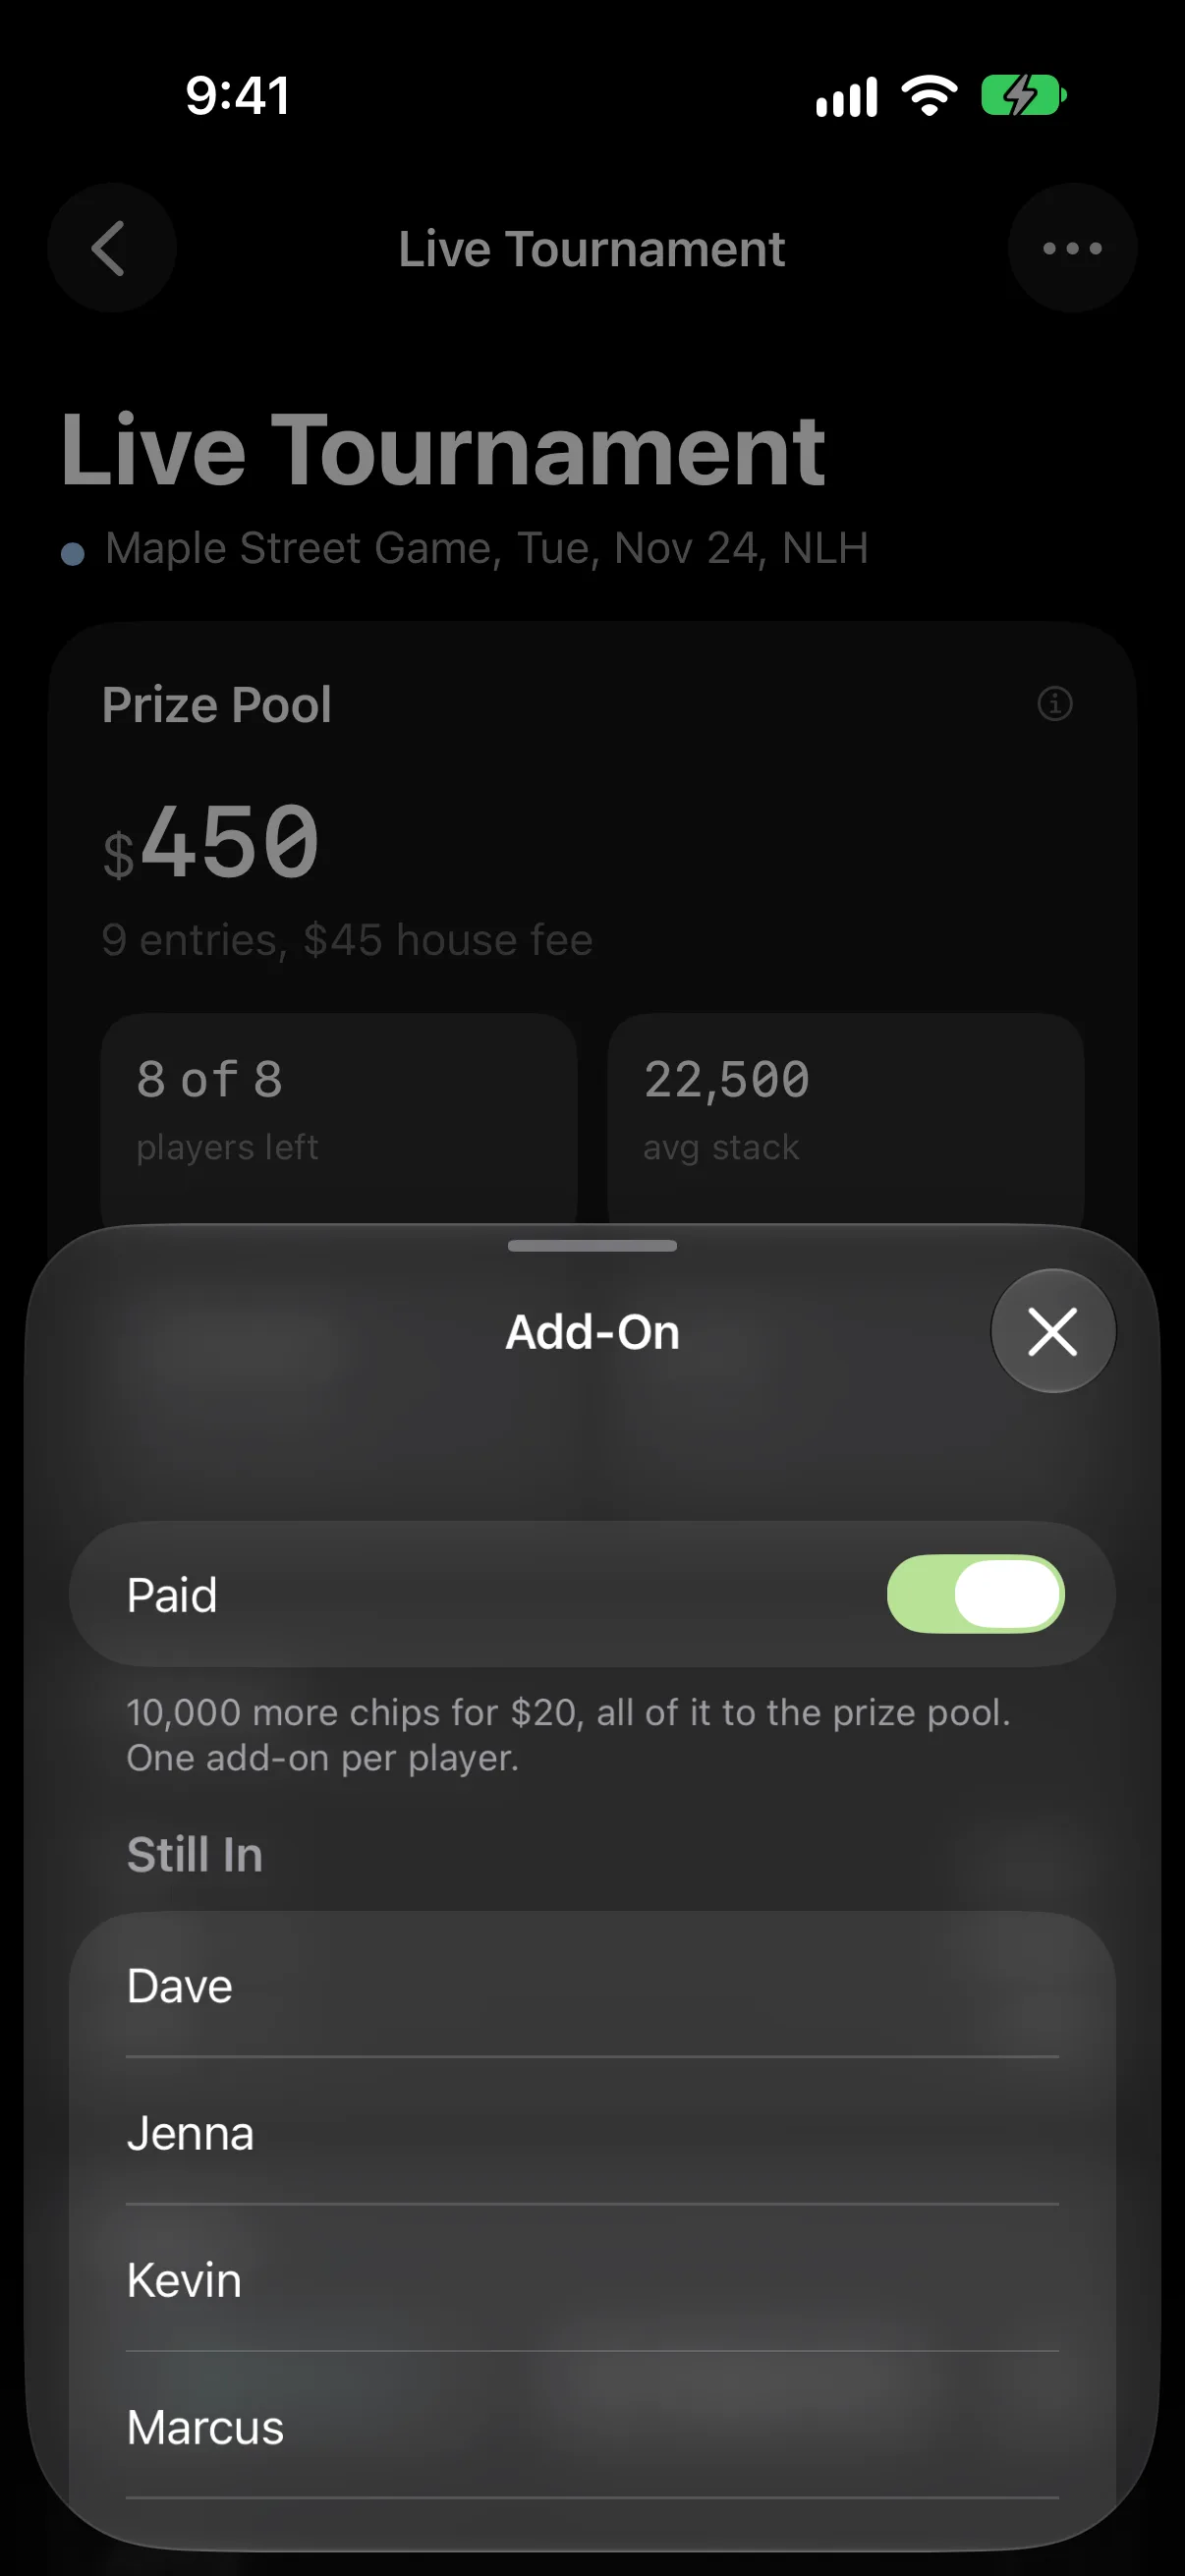 9:41
Live Tournament
Live Tournament
Maple Street Game, Tue, Nov 24, NLH
Prize Pool
$450
9 entries, $45 house fee
8 of 8
players left
22,500
avg stack
Add-On
Paid
10,000 more chips for $20, all of it to the prize pool.
One add-on per player.
Still In
Dave
Jenna
Kevin
Marcus